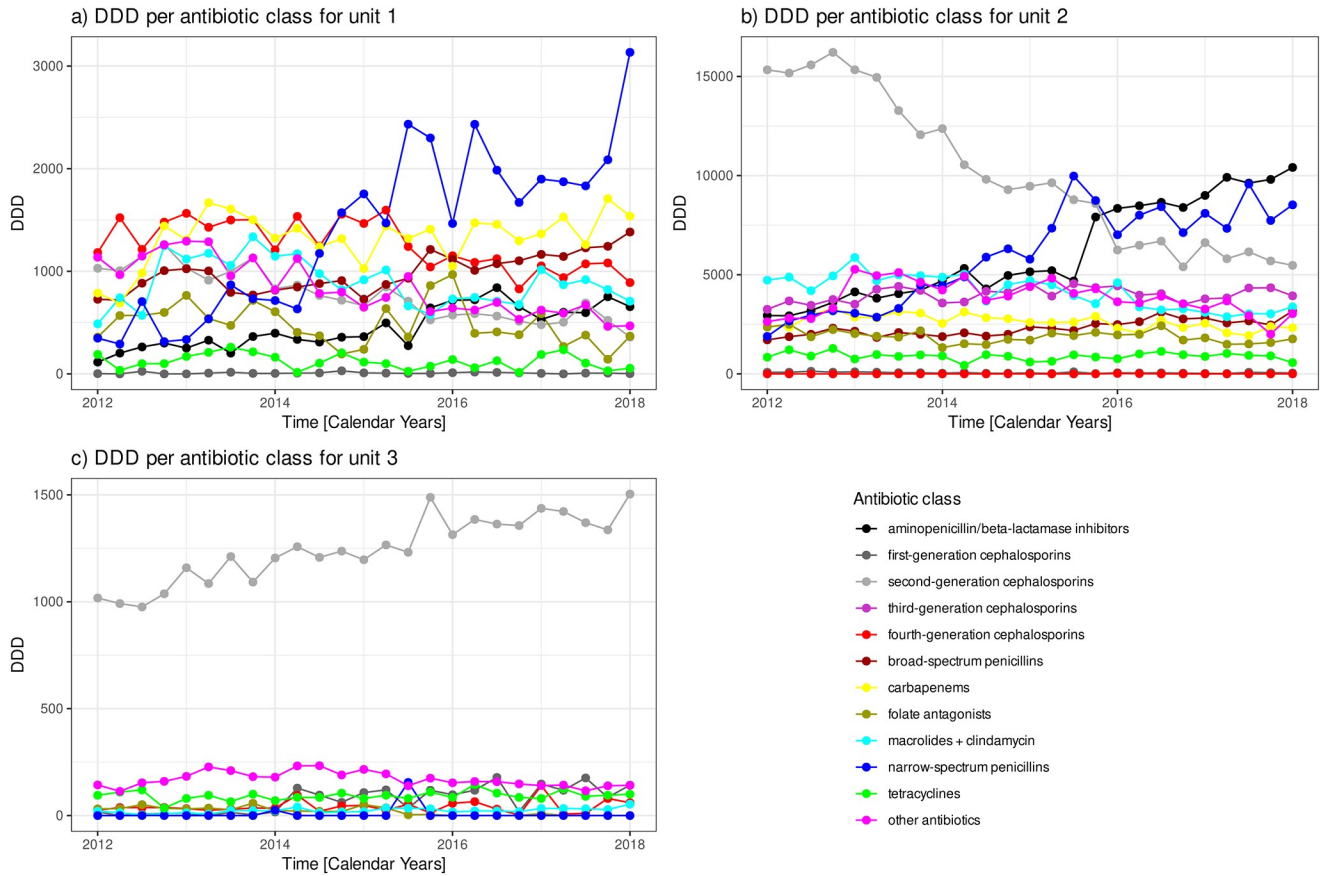 a) DDD per antibiotic class for unit 1
3000
2000
1000
0
DDD
2012
2014
2016
2018
Time [Calendar Years]
b) DDD per antibiotic class for unit 2
15000
10000
5000
0
DDD
2012
2014
2016
2018
Time [Calendar Years]
c) DDD per antibiotic class for unit 3
1500
1000
500
0
DDD
2012
2014
2016
2018
Time [Calendar Years]
Antibiotic class
aminopenicillin/beta-lactamase inhibitors
first-generation cephalosporins
second-generation cephalosporins
third-generation cephalosporins
fourth-generation cephalosporins
broad-spectrum penicillins
carbapenems
folate antagonists
macrolides + clindamycin
narrow-spectrum penicillins
tetracyclines
other antibiotics